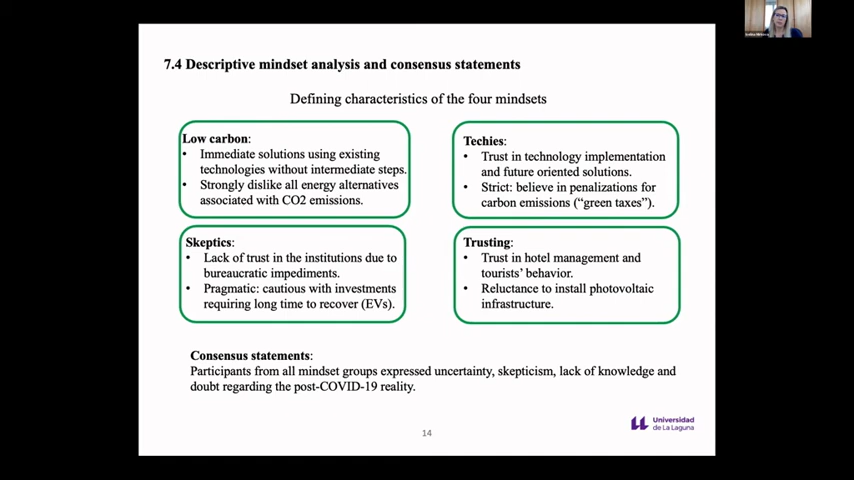 7.4 Descriptive mindset analysis and consensus statements
Defining characteristics of the four mindsets
Low carbon:
• Immediate solutions using existing
technologies without intermediate steps.
• Strongly dislike all energy alternatives
associated with CO2 emissions.
Techies:
• Trust in technology implementation
and future oriented solutions.
• Strict: believe in penalizations for
carbon emissions (“green taxes”).
Skeptics:
• Lack of trust in the institutions due to
bureaucratic impediments.
• Pragmatic: cautious with investments
requiring long time to recover (EVs).
Trusting:
• Trust in hotel management and
tourists’ behavior.
• Reluctance to install photovoltaic
infrastructure.
Consensus statements:
Participants from all mindset groups expressed uncertainty, skepticism, lack of knowledge and
doubt regarding the post-COVID-19 reality.
14
Universidad
de La Laguna